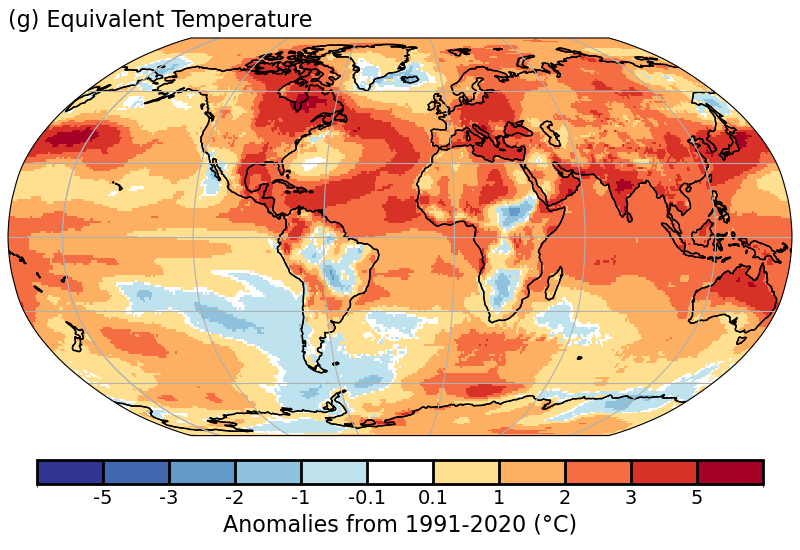 (g) Equivalent Temperature
-5 -3 -2 -1 -0.1 0.1 1 2 3 5
Anomalies from 1991-2020 (°C)